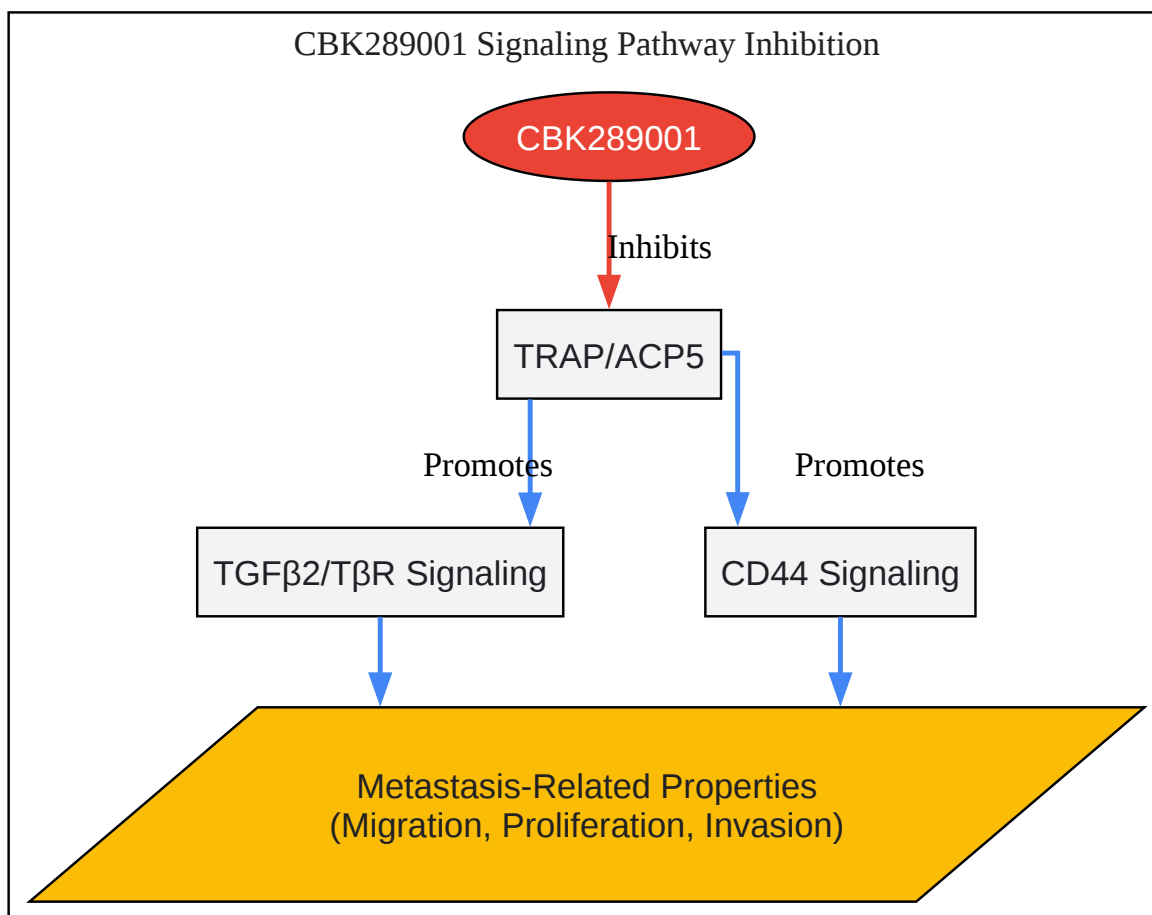 CBK289001 Signaling Pathway Inhibition
CBK289001
Inhibits
TRAP/ACP5
Promotes
Promotes
TGFβ2/TβR Signaling
CD44 Signaling
Metastasis-Related Properties
(Migration, Proliferation, Invasion)